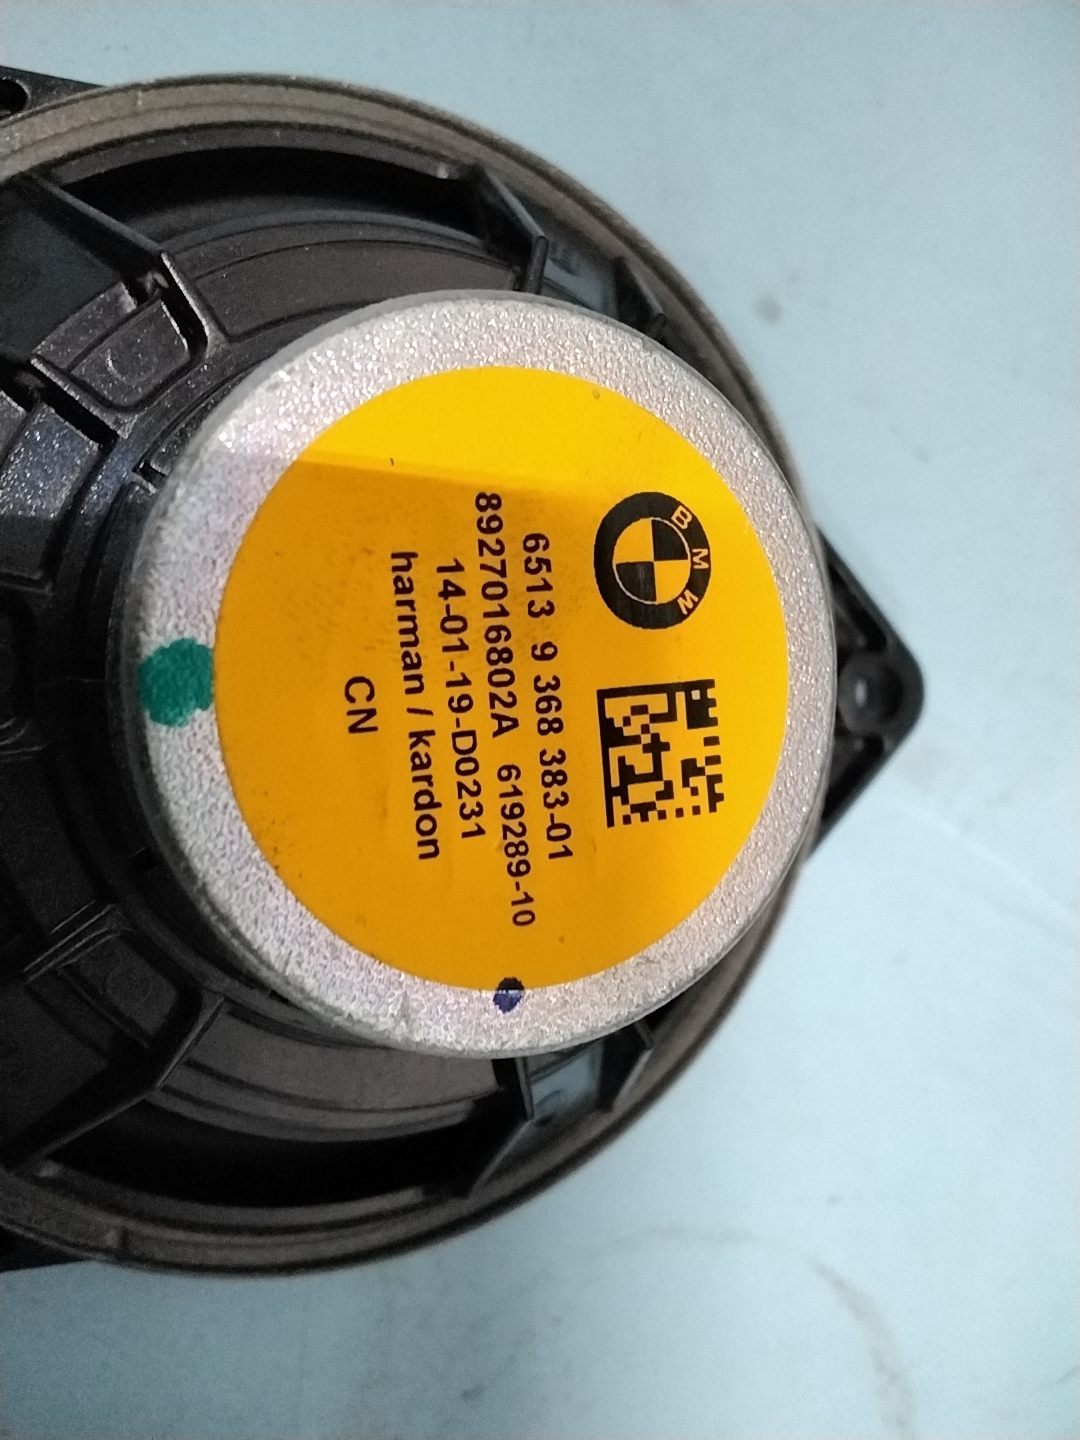 BMW
6513 9 368 383-01
8927016802A 619289-10
14-01-19-D0231
harman / kardon
CN